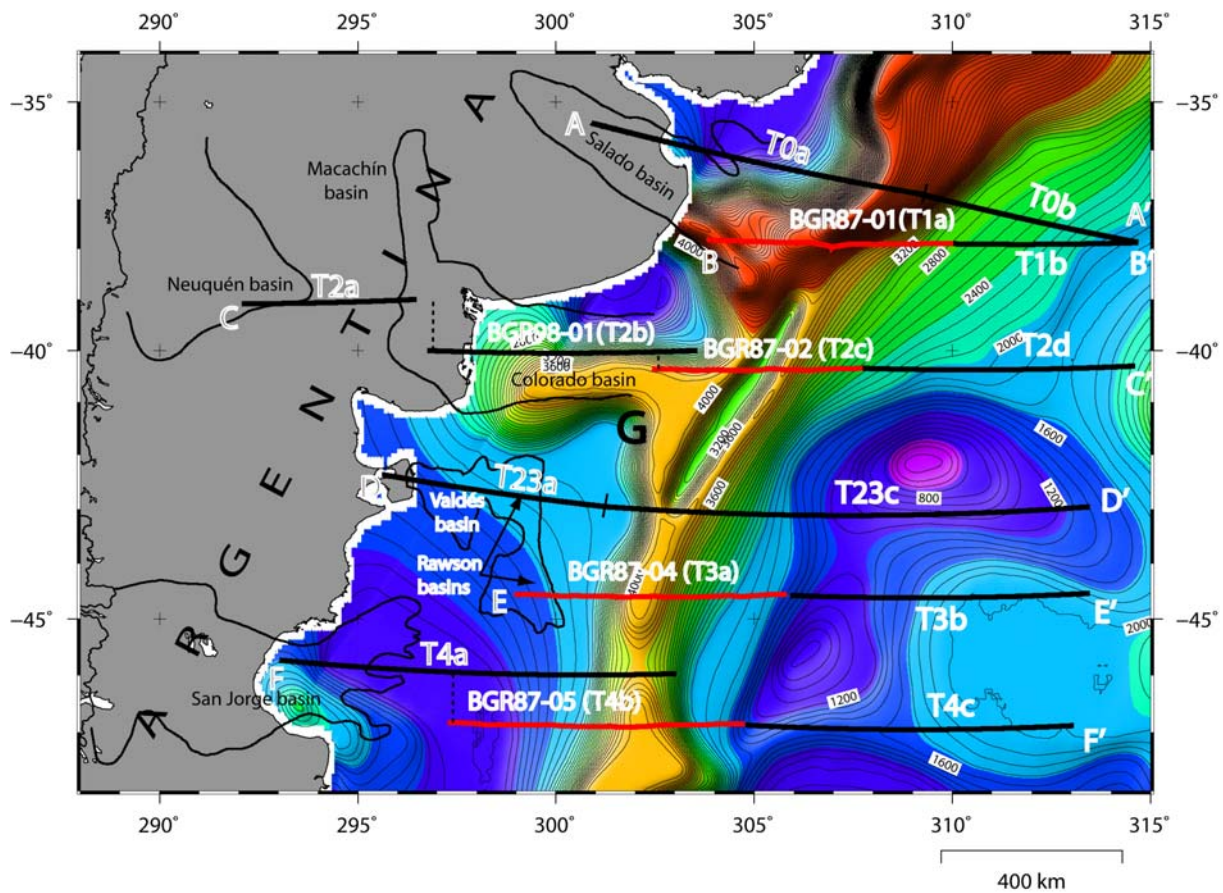 290° 295° 300° 305° 310° 315°
−35° −35°
A
T0a
Macachín
basin
Salado basin
T0b
A'
BGR87-01(T1a)
3200
2800
4000
B
T1b
B'
Neuquén basin
T2a
C
2400
BGR98-01(T2b)
BGR87-02 (T2c)
2000
T2d
−40° −40°
3200
3600
Colorado basin
C'
4000
G
3200
3600
1600
T23a
D
3600
T23c
800
1200
D'
Valdés
basin
Rawson
basins
BGR87-04 (T3a)
4000
E
E'
T3b
−45° −45°
2000
T4a
F
San Jorge basin
BGR87-05 (T4b)
1200
T4c
F'
1600
A R G E N T I N A
290° 295° 300° 305° 310° 315°
400 km